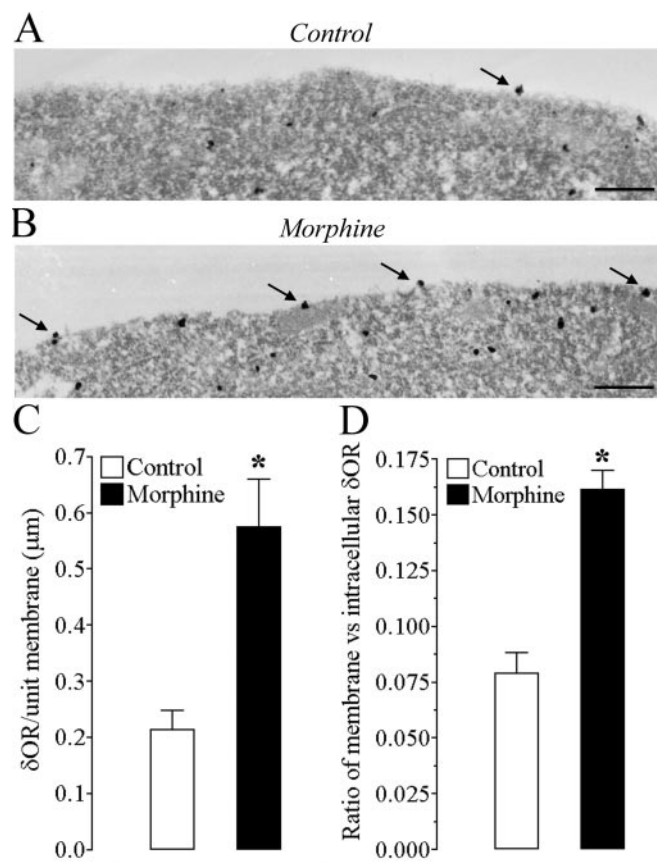 A
Control
B
Morphine
C
δOR/unit membrane (μm)
0.7
0.6
0.5
0.4
0.3
0.2
0.1
0.0
Control
Morphine
*
D
Ratio of membrane vs intracellular δOR
0.175
0.150
0.125
0.100
0.075
0.050
0.025
0.000
Control
Morphine
*